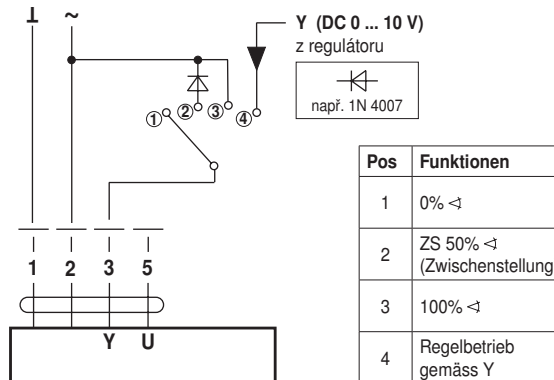 ⊥ ~
Y (DC 0 ... 10 V)
z regulátoru
např. 1N 4007
① ② ③ ④
1 2 3 5
Y U
Pos Funktionen
1 0% ∢
2 ZS 50% ∢
(Zwischenstellung
3 100% ∢
4 Regelbetrieb
gemäss Y